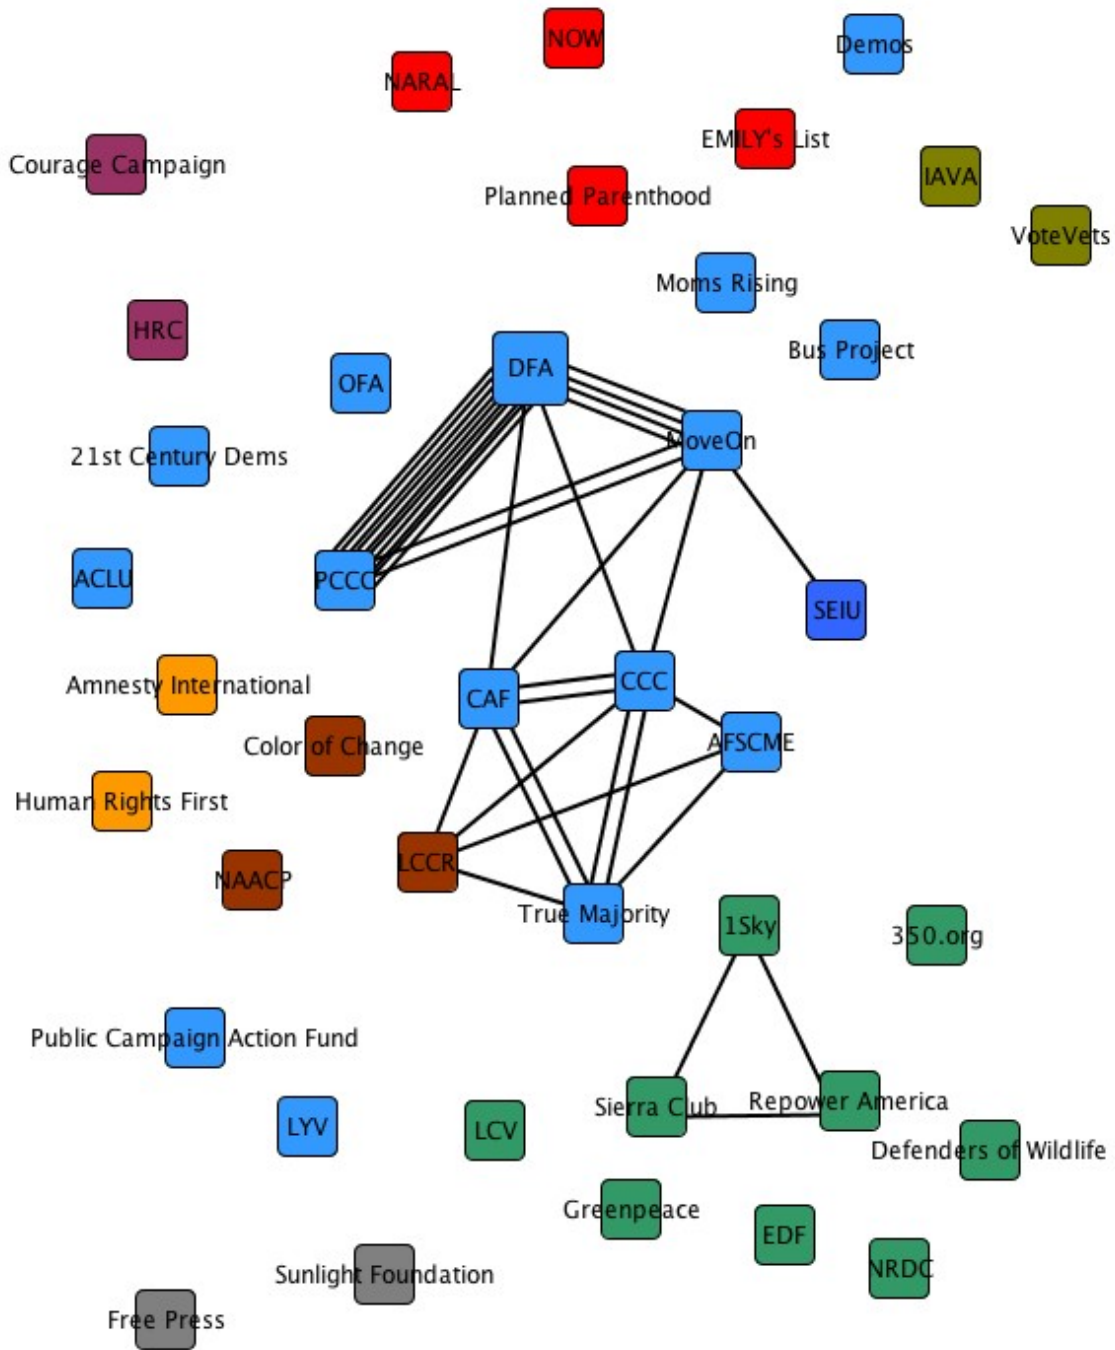 NOW
Demos
NARAL
EMILY's List
Courage Campaign
IAVA
Planned Parenthood
VoteVets
Moms Rising
HRC
Bus Project
DFA
OFA
MoveOn
21st Century Dems
ACLU
PCCC
SEIU
CCC
Amnesty International
CAF
AFSCME
Color of Change
Human Rights First
LCCR
NAACP
True Majority
1Sky
350.org
Public Campaign Action Fund
Repower America
Sierra Club
LYV
LCV
Defenders of Wildlife
Greenpeace
EDF
NRDC
Sunlight Foundation
Free Press